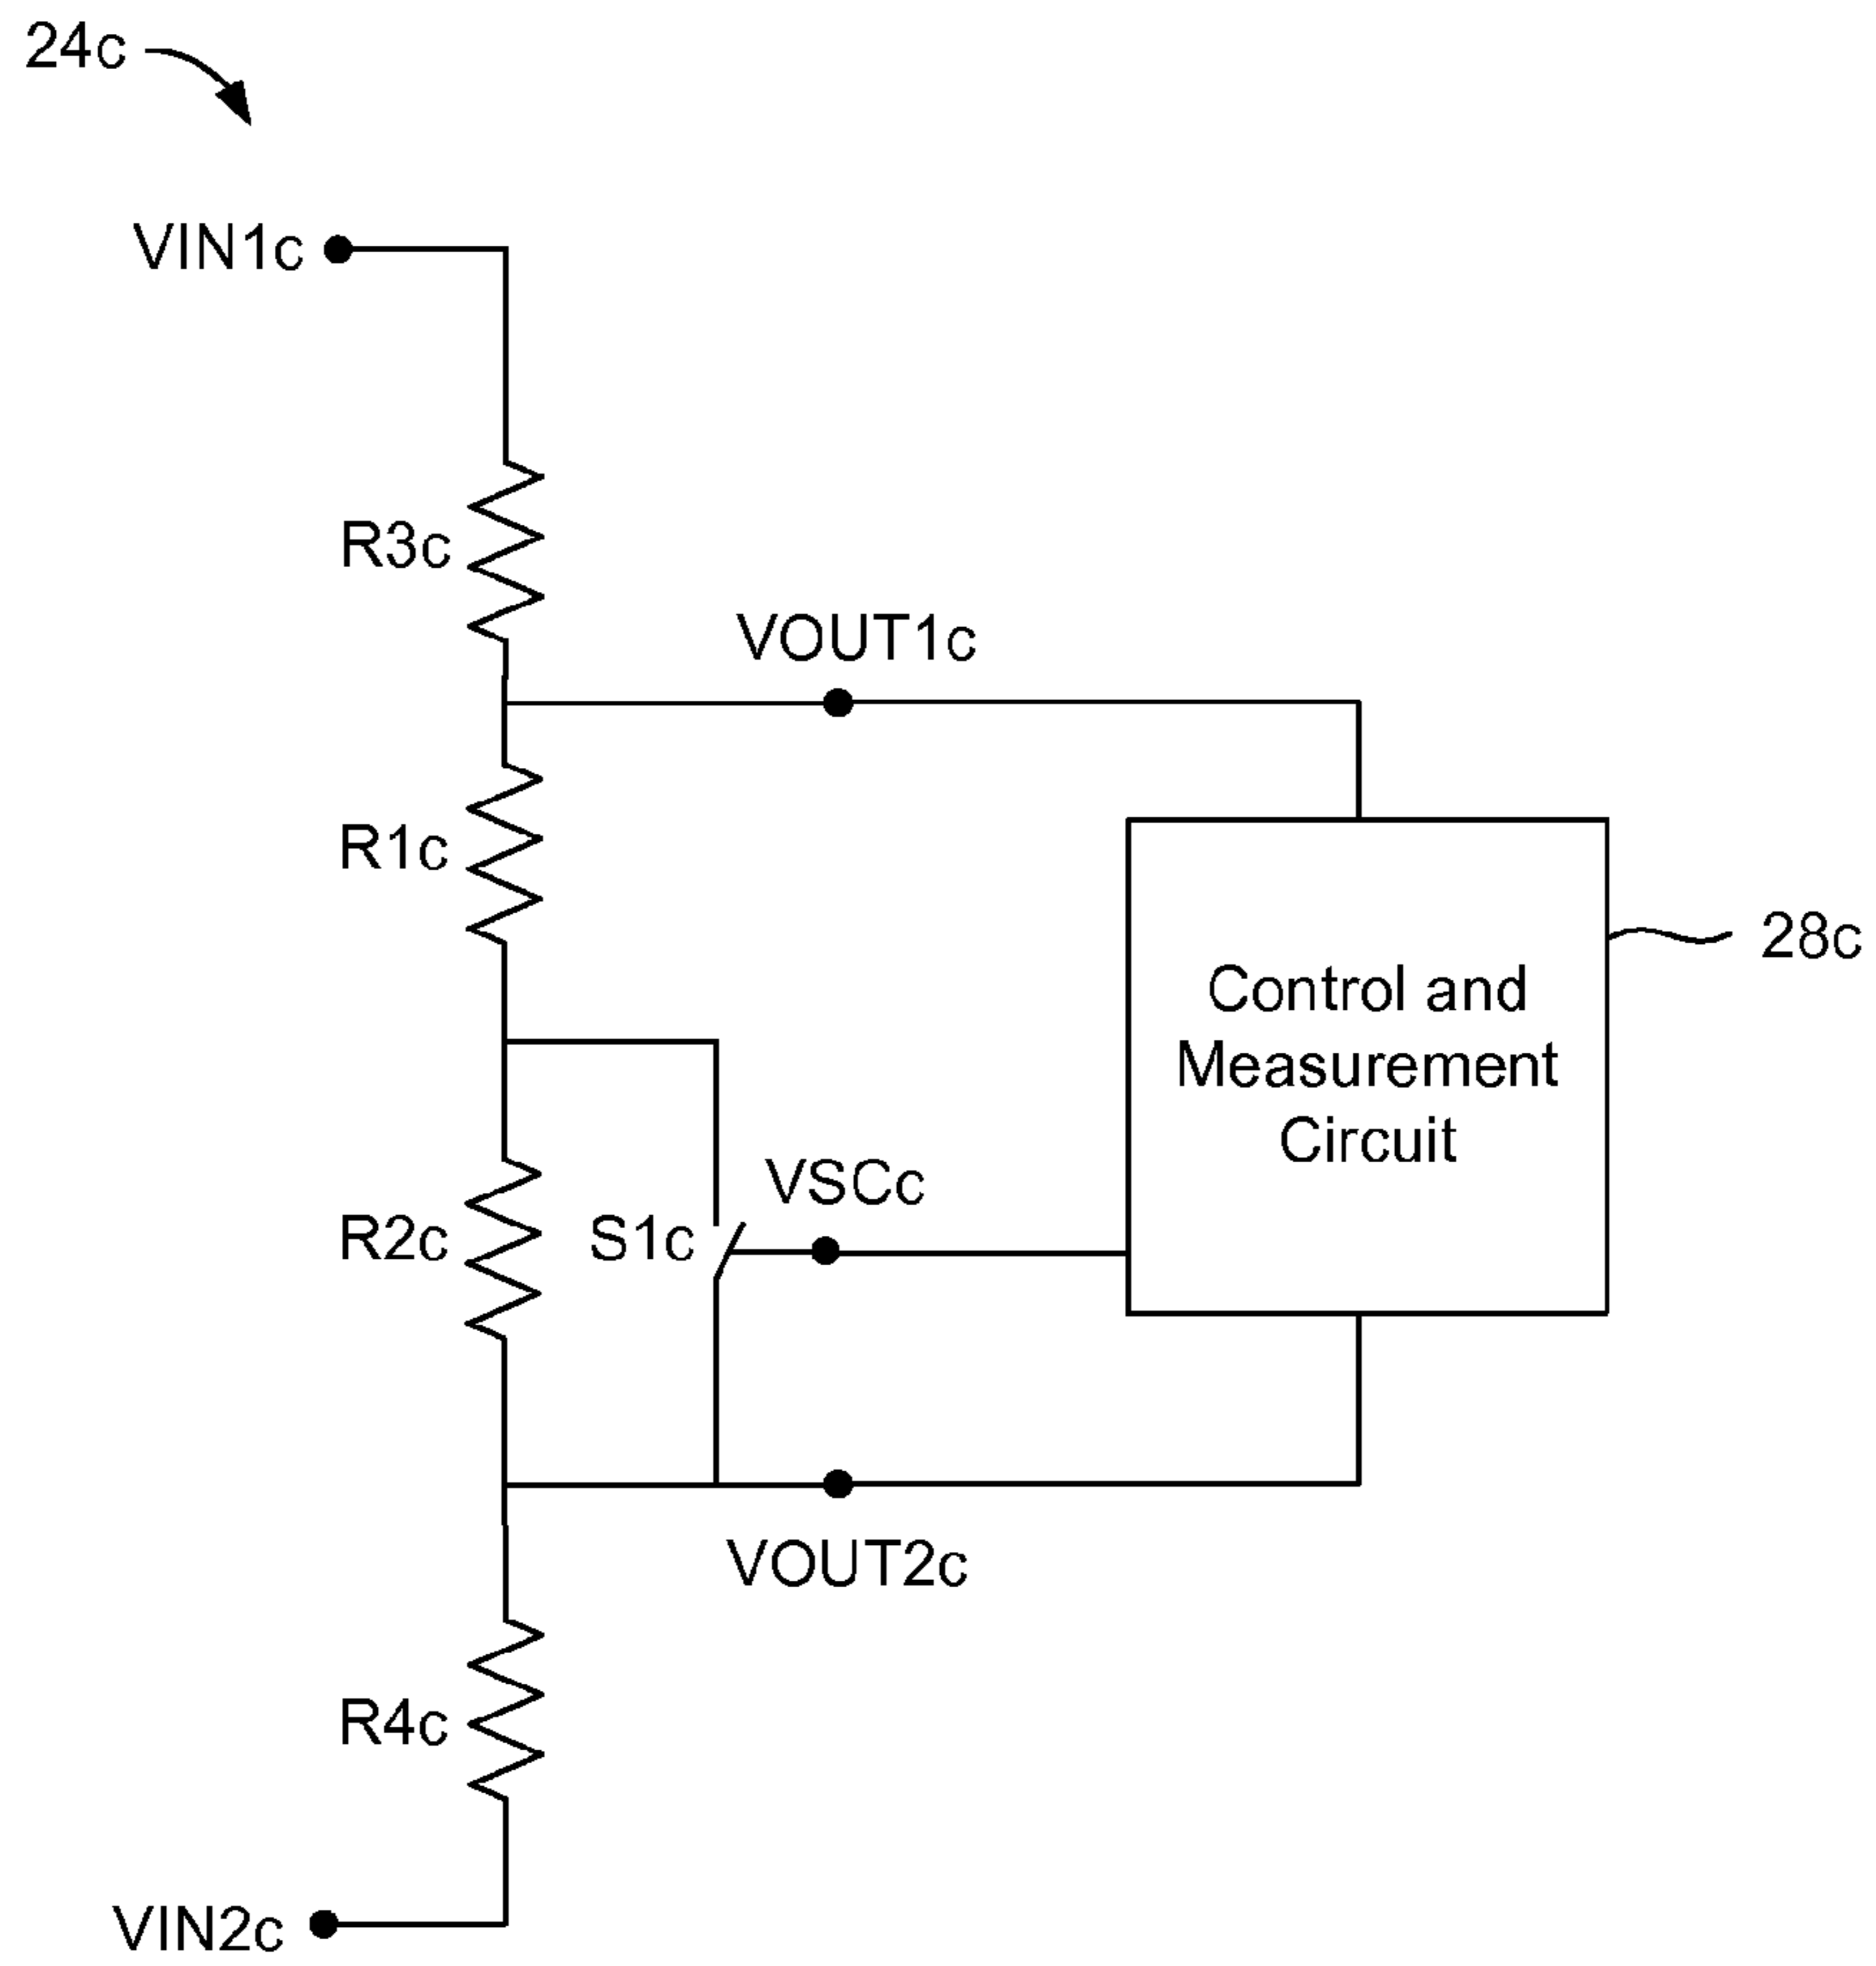 24c
VIN1c
R3c
VOUT1c
R1c
28c
Control and
Measurement
Circuit
VSCc
R2c
S1c
VOUT2c
R4c
VIN2c